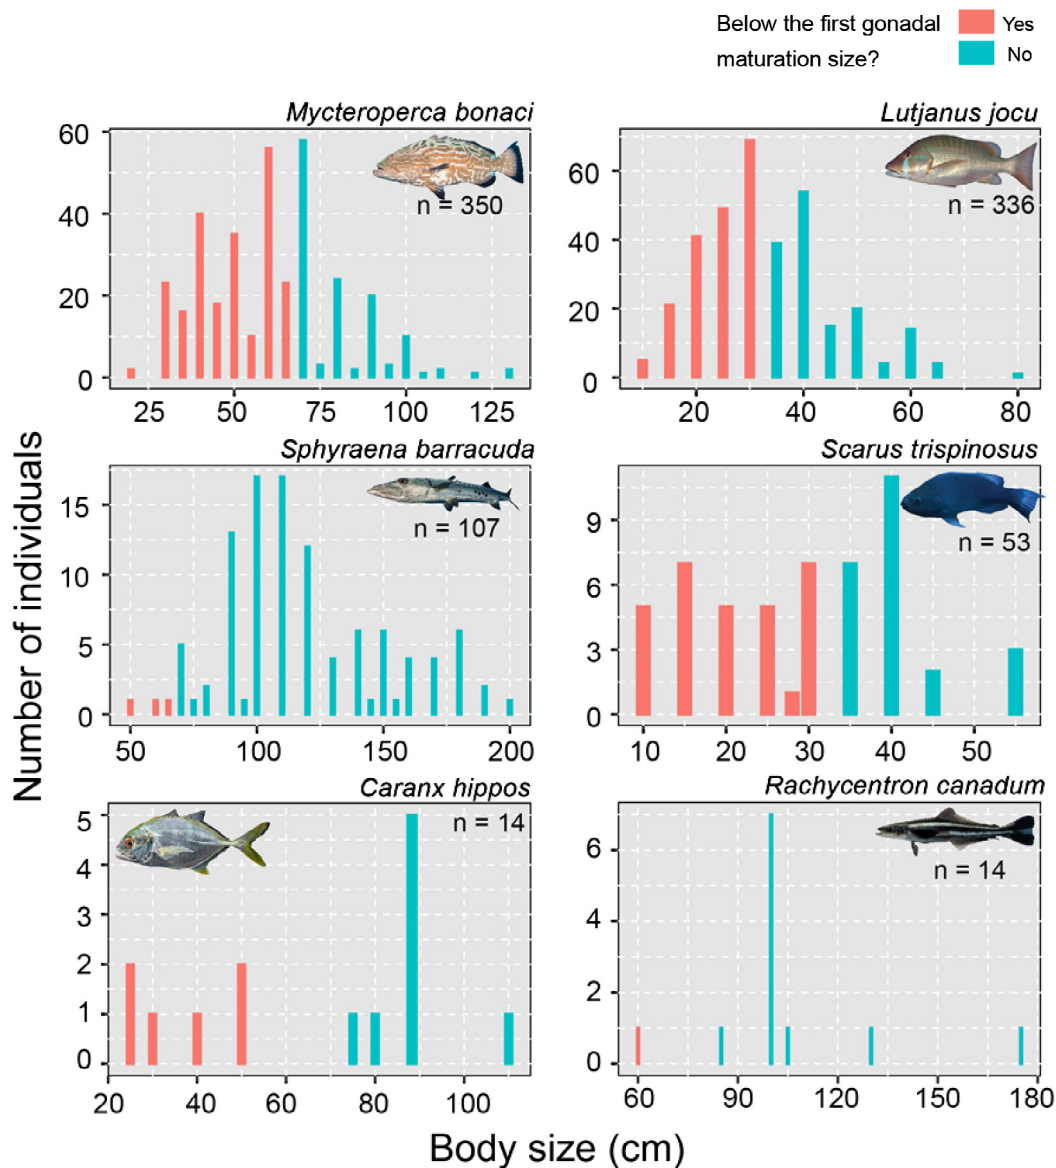 Below the first gonadal Yes
maturation size? No
Mycteroperca bonaci
60
40
20
0
n = 350
25 50 75 100 125
Lutjanus jocu
60
40
20
0
n = 336
20 40 60 80
Number of individuals
Sphyraena barracuda
15
10
5
0
n = 107
50 100 150 200
Scarus trispinosus
9
6
3
0
n = 53
10 20 30 40 50
Caranx hippos
5
4
3
2
1
0
n = 14
20 40 60 80 100
Rachycentron canadum
6
4
2
0
n = 14
60 90 120 150 180
Body size (cm)